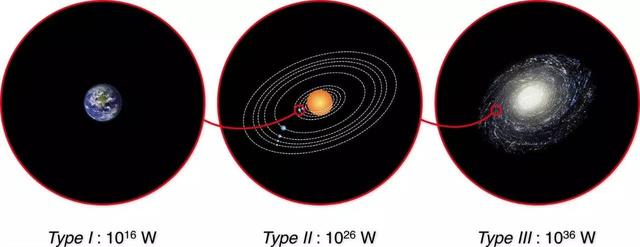 Type I : 10¹⁶ W
Type II : 10²⁶ W
Type III : 10³⁶ W